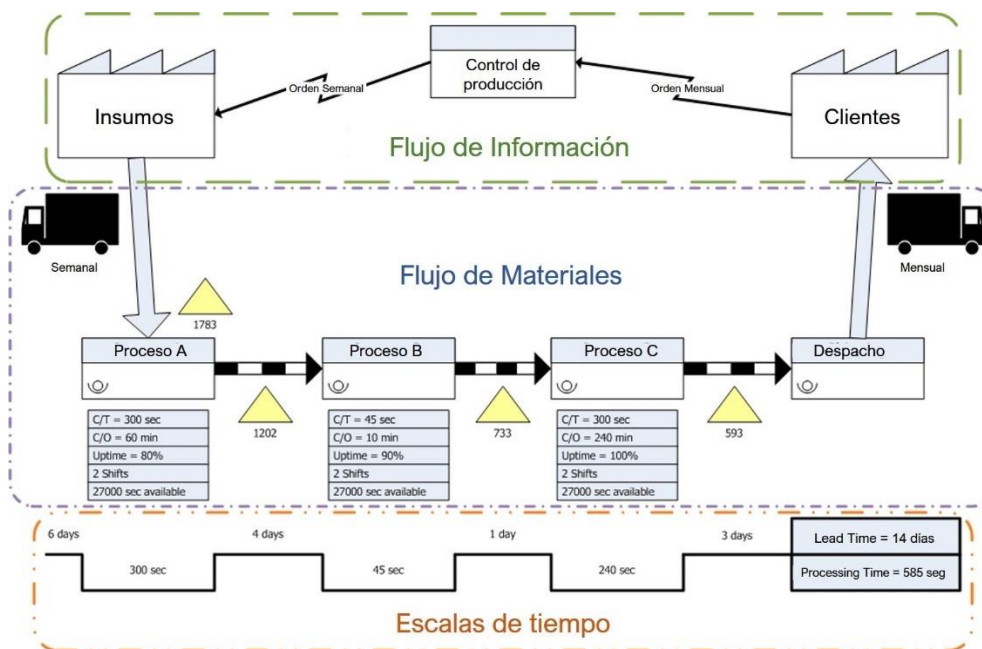 Control de
producción
Orden Semanal
Orden Mensual
Insumos
Clientes
Flujo de Información
Semanal
Mensual
Flujo de Materiales
1783
Proceso A
Proceso B
Proceso C
Despacho
1202
733
593
C/T = 300 sec
C/O = 60 min
Uptime = 80%
2 Shifts
27000 sec available
C/T = 45 sec
C/O = 10 min
Uptime = 90%
2 Shifts
27000 sec available
C/T = 300 sec
C/O = 240 min
Uptime = 100%
2 Shifts
27000 sec available
6 days
4 days
1 day
3 days
Lead Time = 14 días
300 sec
45 sec
240 sec
Processing Time = 585 seg
Escalas de tiempo